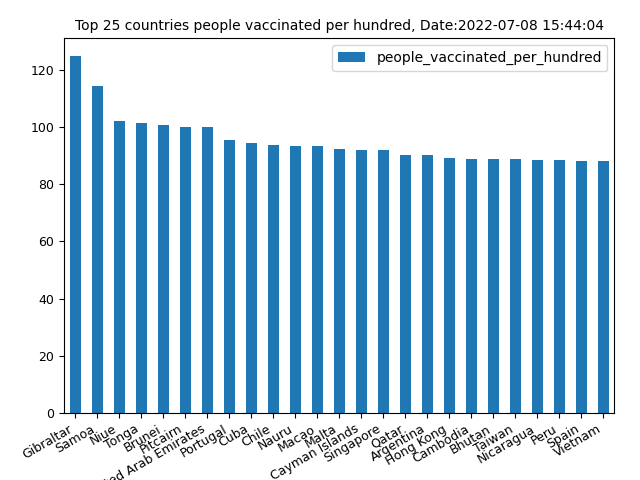 Top 25 countries people vaccinated per hundred, Date:2022-07-08 15:44:04
people_vaccinated_per_hundred
120
100
80
60
40
20
0
Gibraltar
Samoa
Niue
Tonga
Brunei
Pitcairn
Arab Emirates
Portugal
Cuba
Chile
Nauru
Macao
Malta
Cayman Islands
Singapore
Qatar
Argentina
Hong Kong
Cambodia
Bhutan
Taiwan
Nicaragua
Peru
Spain
Vietnam